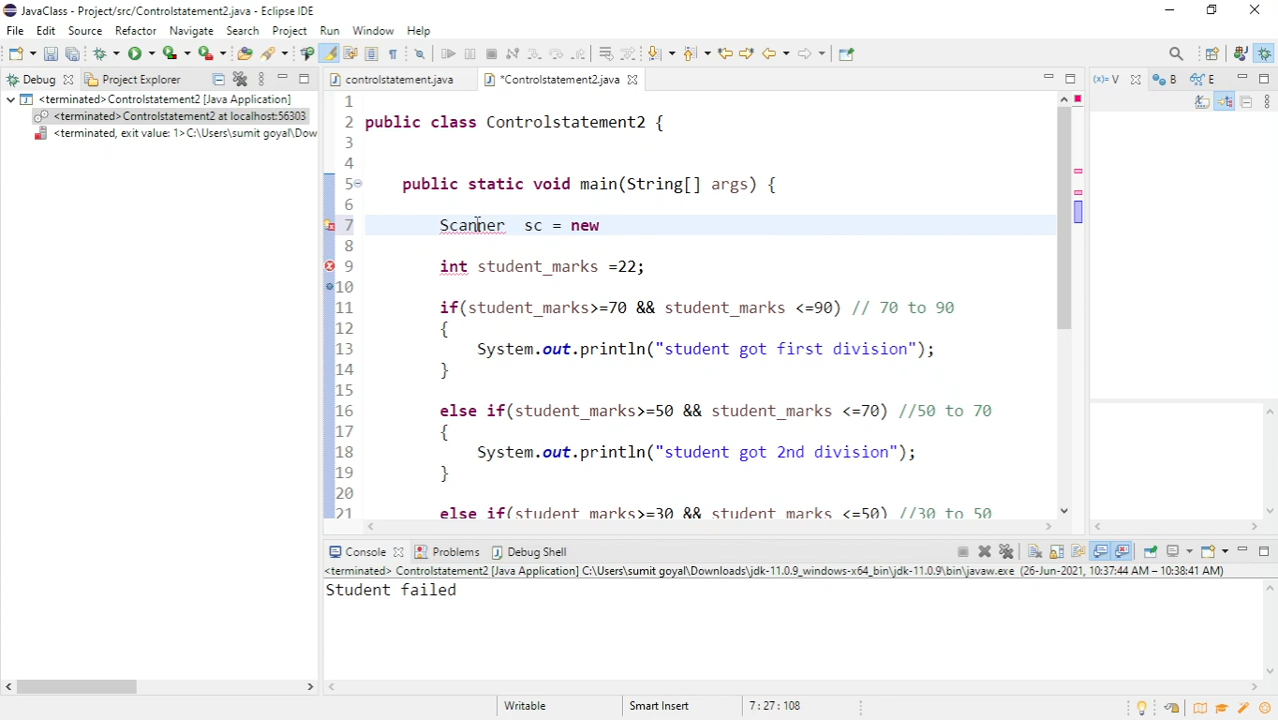 JavaClass - Project/src/Controlstatement2.java - Eclipse IDE
File Edit Source Refactor Navigate Search Project Run Window Help
Debug Project Explorer
controlstatement.java *Controlstatement2.java
(x)= V B E
<terminated>Controlstatement2 [Java Application]
<terminated>Controlstatement2 at localhost:56303
<terminated, exit value: 1>C:\Users\sumit goyal\Dow
1
2 public class Controlstatement2 {
3
4
5 public static void main(String[] args) {
6
7 Scanner sc = new
8
9 int student_marks =22;
10
11 if(student_marks>=70 && student_marks <=90) // 70 to 90
12 {
13 System.out.println("student got first division");
14 }
15
16 else if(student_marks>=50 && student_marks <=70) //50 to 70
17 {
18 System.out.println("student got 2nd division");
19 }
20
21 else if(student_marks>=30 && student_marks <=50) //30 to 50
Console Problems Debug Shell
<terminated> Controlstatement2 [Java Application] C:\Users\sumit goyal\Downloads\jdk-11.0.9_windows-x64_bin\jdk-11.0.9\bin\javaw.exe (26-Jun-2021, 10:37:44 AM – 10:38:41 AM)
Student failed
Writable Smart Insert 7 : 27 : 108